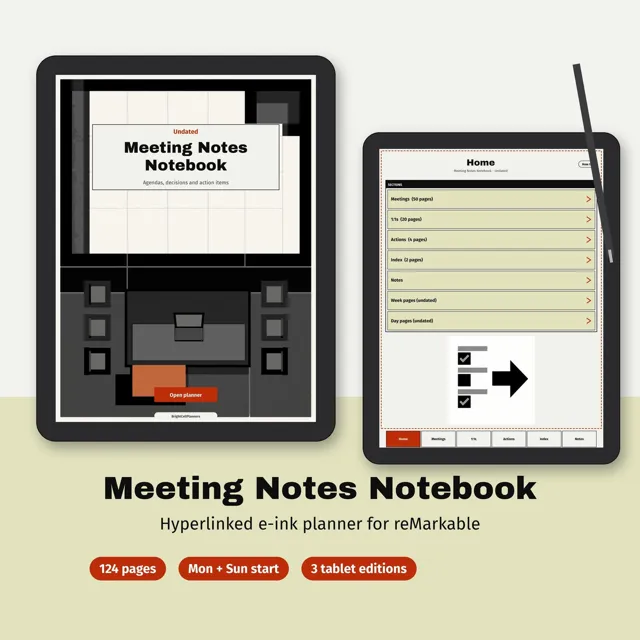 Undated
Meeting Notes
Notebook
Agendas, decisions and action items
Open planner
BrightCellPlanners
Home
Meeting Notes Notebook · Undated
SECTIONS
Meetings (50 pages)
1:1s (20 pages)
Actions (4 pages)
Index (2 pages)
Notes
Week pages (undated)
Day pages (undated)
Home
Meetings
1:1s
Actions
Index
Notes
Meeting Notes Notebook
Hyperlinked e-ink planner for reMarkable
124 pages
Mon + Sun start
3 tablet editions